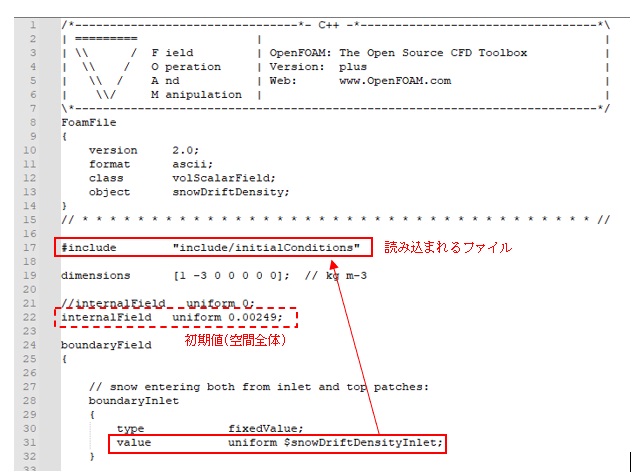 1 /*--------------------------------*- C++ -*----------------------------------*\
2 | ========= | |
3 | \\ / F ield | OpenFOAM: The Open Source CFD Toolbox |
4 | \\ / O peration | Version: plus |
5 | \\ / A nd | Web: www.OpenFOAM.com |
6 | \\/ M anipulation | |
7 \*---------------------------------------------------------------------------*/
8 FoamFile
9 {
10 version 2.0;
11 format ascii;
12 class volScalarField;
13 object snowDriftDensity;
14 }
15 // * * * * * * * * * * * * * * * * * * * * * * * * * * * * * * * * * * * * * //
16
17 #include "include/initialConditions" 読み込まれるファイル
18
19 dimensions [1 -3 0 0 0 0 0]; // kg m-3
20
21 //internalField uniform 0;
22 internalField uniform 0.00249;
23 初期値(空間全体)
24 boundaryField
25 {
26
27 // snow entering both from inlet and top patches:
28 boundaryInlet
29 {
30 type fixedValue;
31 value uniform $snowDriftDensityInlet;
32 }
33